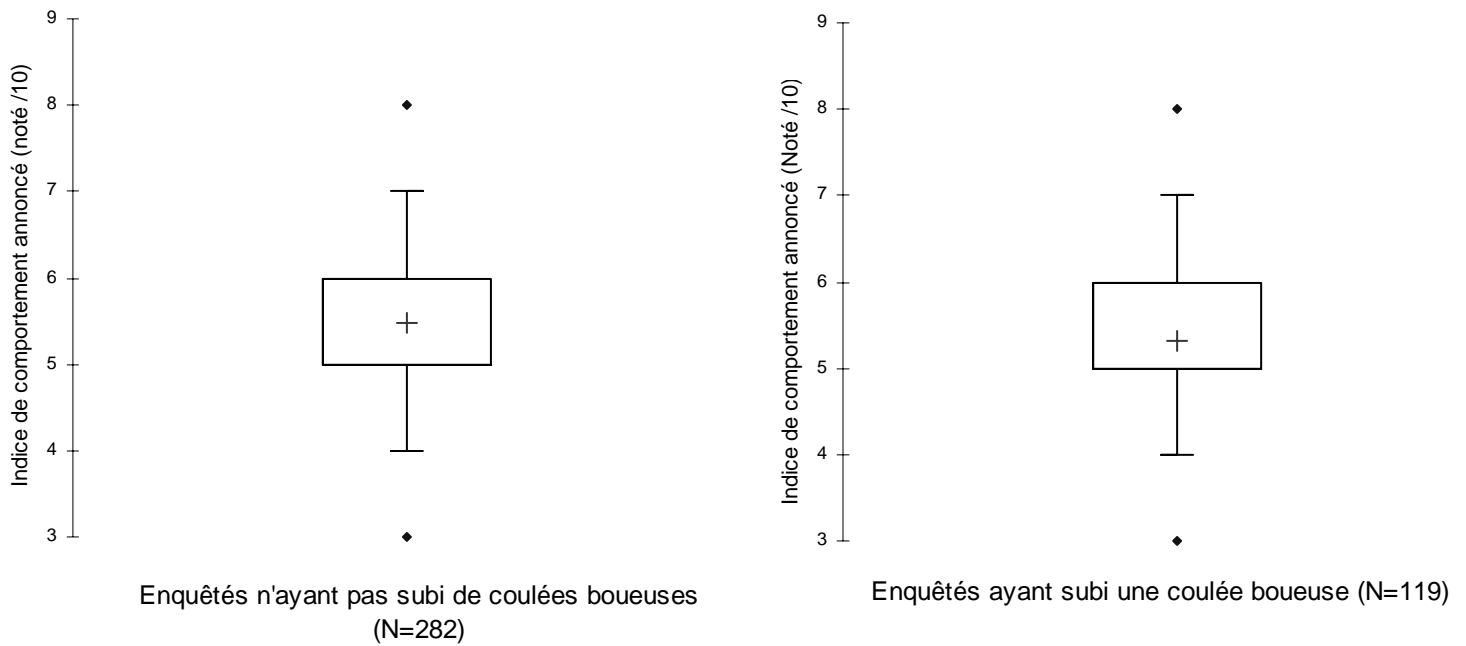 Indice de comportement annoncé (noté /10)
9
8
7
6
5
4
3
Enquêtés n'ayant pas subi de coulées boueuses
(N=282)
Indice de comportement annoncé (Noté /10)
9
8
7
6
5
4
3
Enquêtés ayant subi une coulée boueuse (N=119)